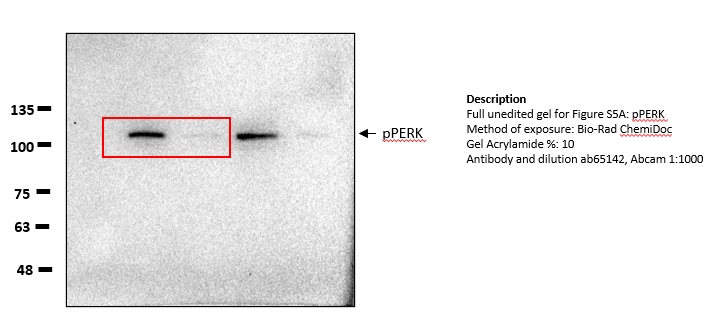 135
100
75
63
48
pPERK
Description
Full unedited gel for Figure S5A: pPERK
Method of exposure: Bio-Rad ChemiDoc
Gel Acrylamide %: 10
Antibody and dilution ab65142, Abcam 1:1000